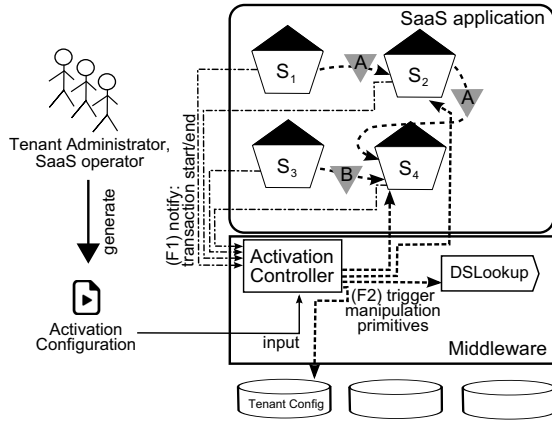 SaaS application
S1
A
S2
A
S3
B
S4
Tenant Administrator,
SaaS operator
generate
(F1) notify:
transaction start/end
Activation
Controller
DSLookup
(F2) trigger
manipulation
primitives
Activation
Configuration
input
Middleware
Tenant Config